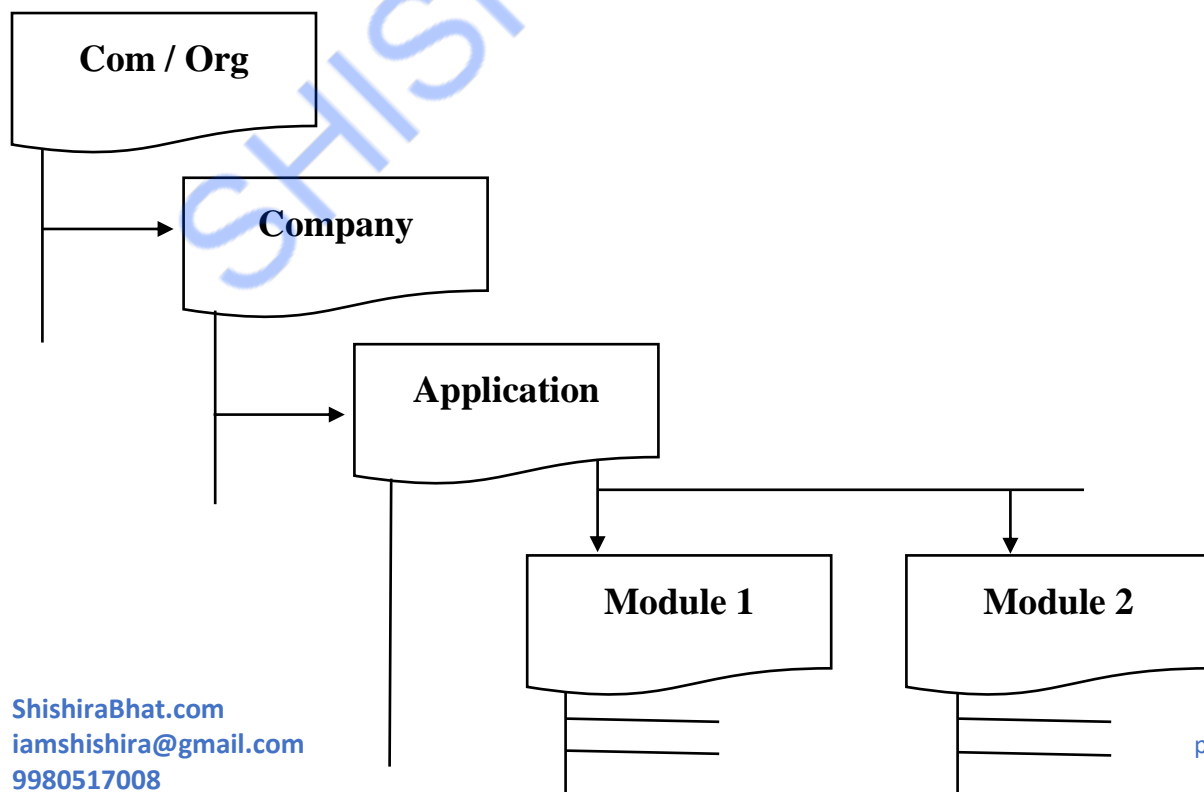 Com / Org
Company
Application
Module 1
Module 2
ShishiraBhat.com
iamshishira@gmail.com
9980517008